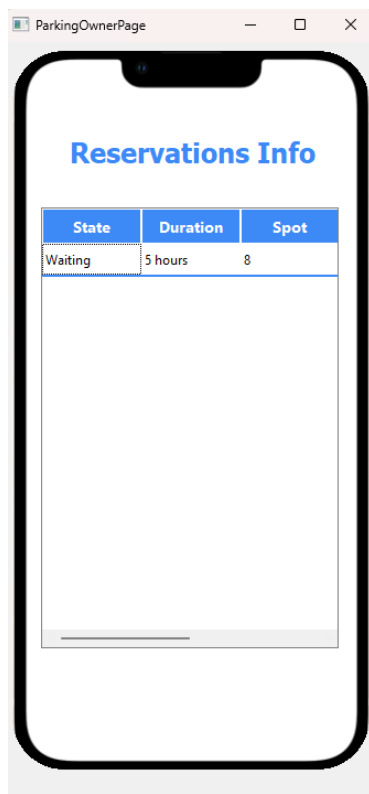 ParkingOwnerPage
Reservations Info
State Duration Spot
Waiting 5 hours 8